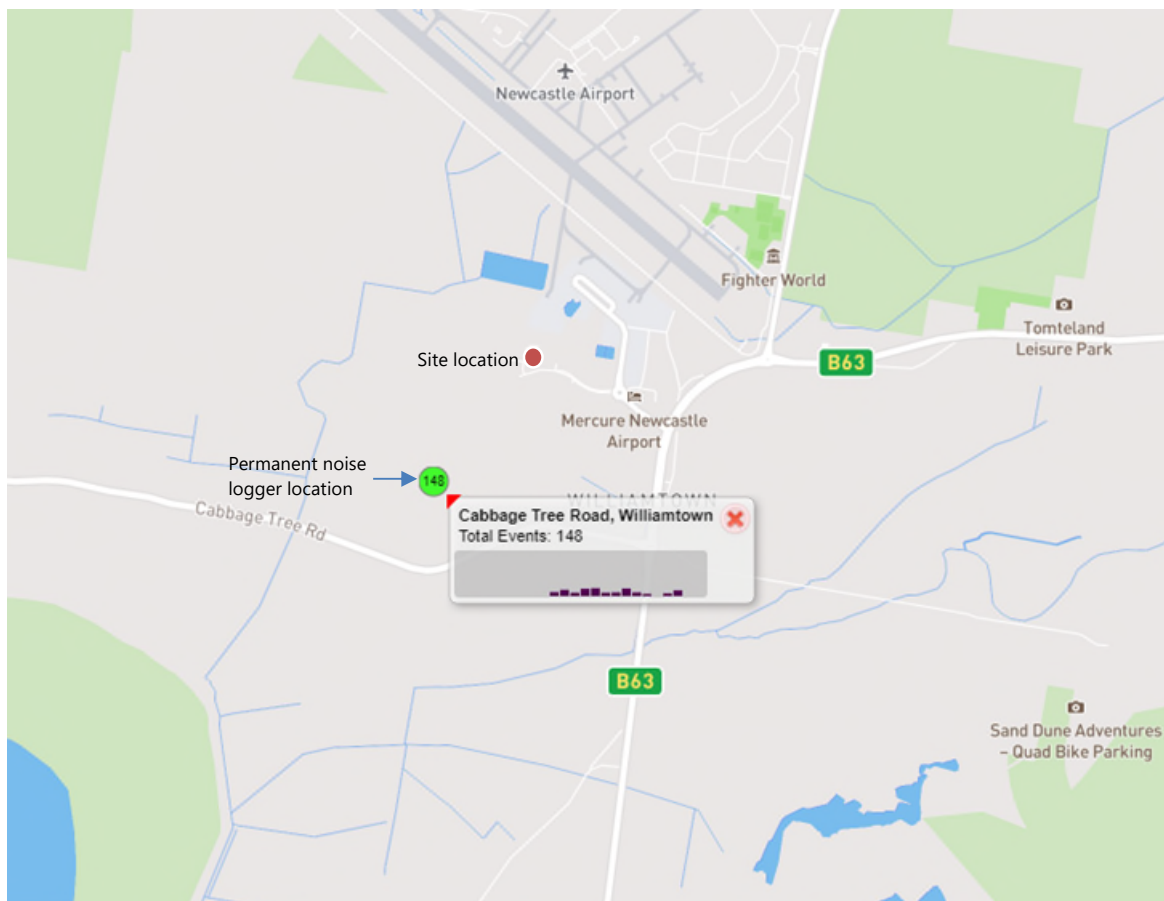 Newcastle Airport
Fighter World
Tomteland
Leisure Park
Site location
B63
Mercure Newcastle
Airport
Permanent noise
logger location
148
WILLIAMTOWN
Cabbage Tree Road, Williamtown
Total Events: 148
Cabbage Tree Rd
B63
Sand Dune Adventures
– Quad Bike Parking